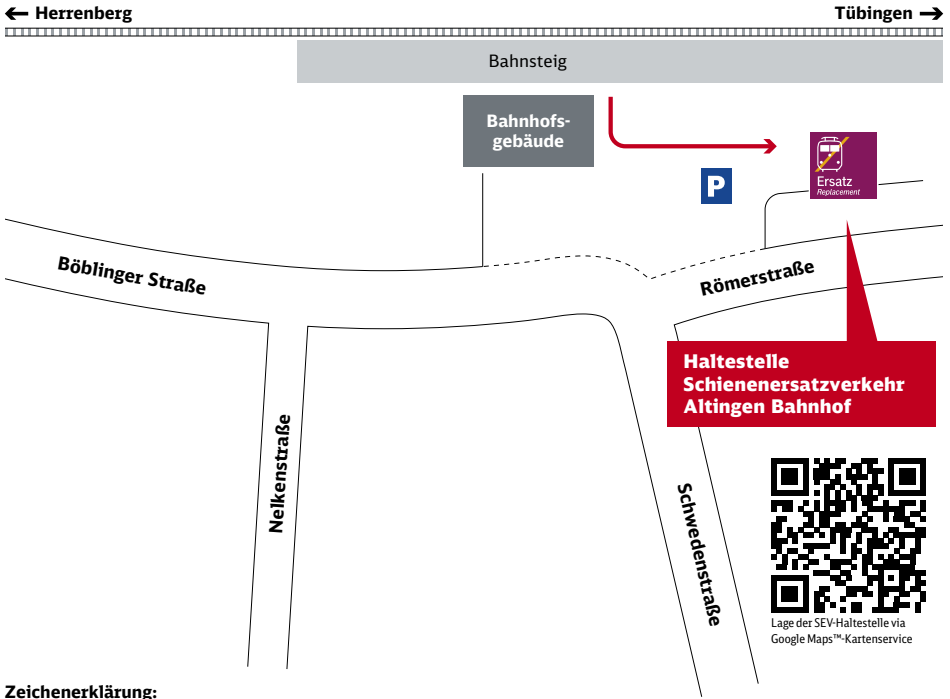 ← Herrenberg
Tübingen →
Bahnsteig
Bahnhofs-
gebäude
P
Ersatz
Replacement
Böblinger Straße
Römerstraße
Haltestelle
Schienenersatzverkehr
Altingen Bahnhof
Nelkenstraße
Schwedenstraße
Lage der SEV-Haltestelle via
Google Maps™-Kartenservice
Zeichenerklärung: